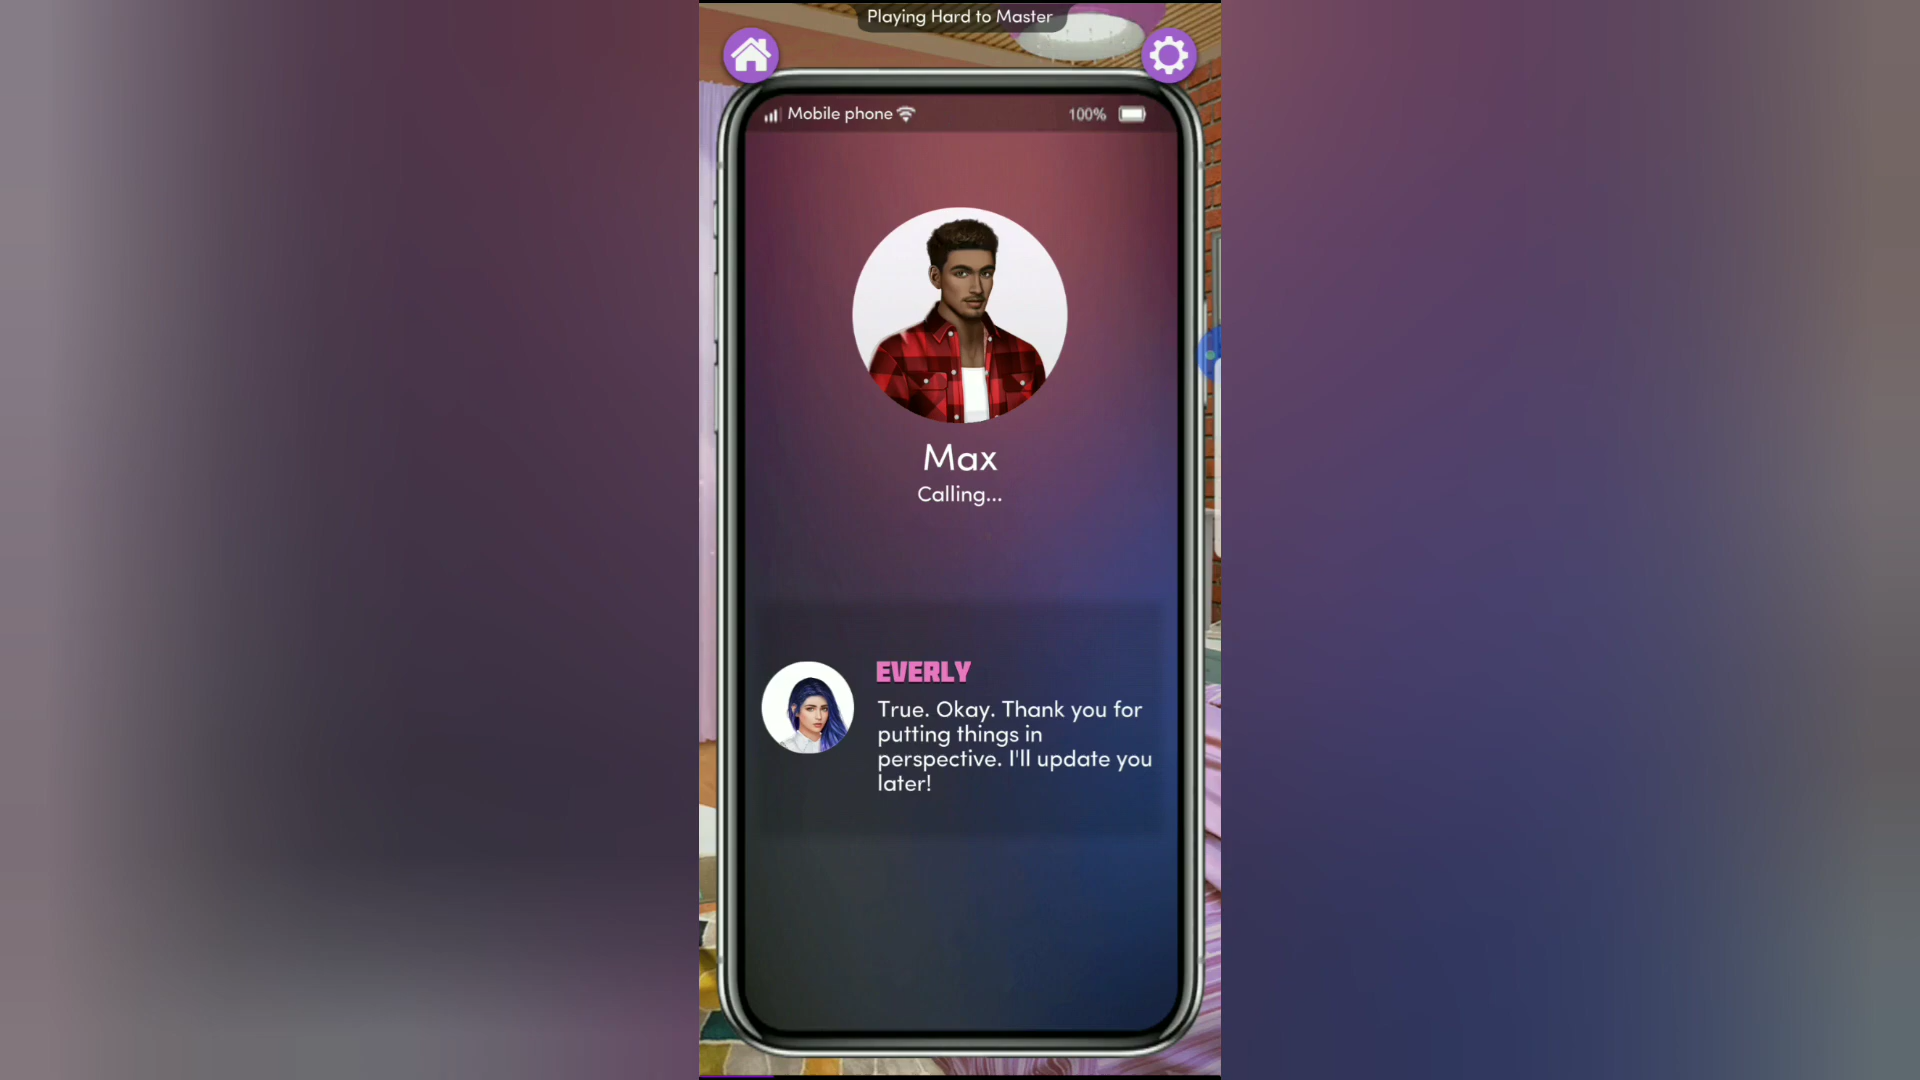 Playing Hard to Master
Mobile phone
100%
Max
Calling...
EVERLY
True. Okay. Thank you for
putting things in
perspective. I'll update you
later!